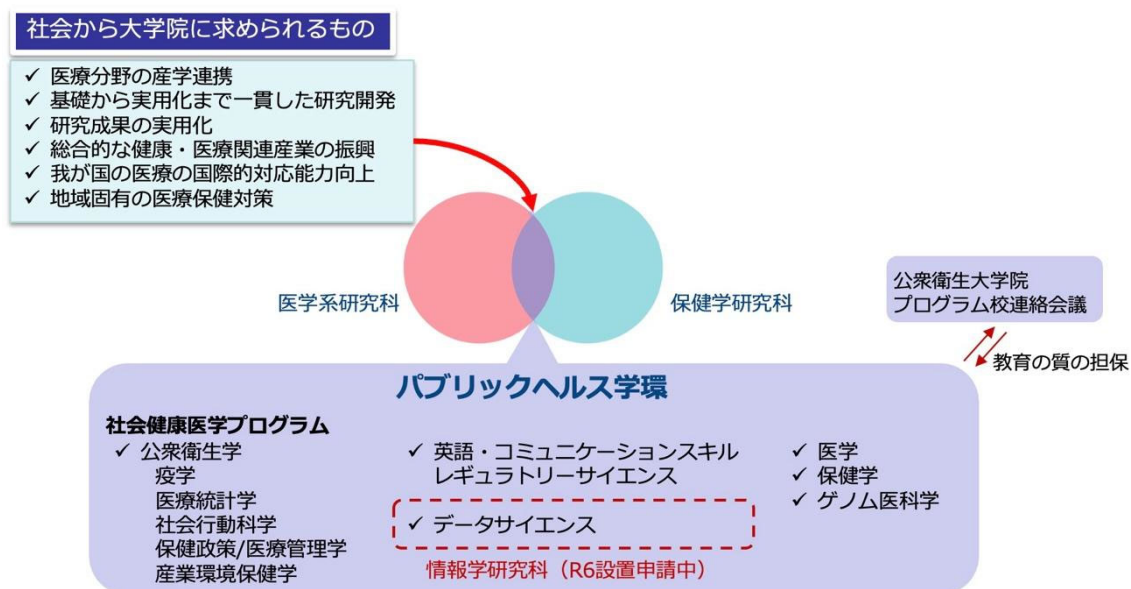 社会から大学院に求められるもの
✓ 医療分野の産学連携
✓ 基礎から実用化まで一貫した研究開発
✓ 研究成果の実用化
✓ 総合的な健康・医療関連産業の振興
✓ 我が国の医療の国際的対応能力向上
✓ 地域固有の医療保健対策
医学系研究科
保健学研究科
公衆衛生大学院
プログラム校連絡会議
教育の質の担保
パブリックヘルス学環
社会健康医学プログラム
✓ 公衆衛生学
疫学
医療統計学
社会行動科学
保健政策/医療管理学
産業環境保健学
✓ 英語・コミュニケーションスキル
レギュラトリーサイエンス
✓ データサイエンス
情報学研究科（R6設置申請中）
✓ 医学
✓ 保健学
✓ ゲノム医科学